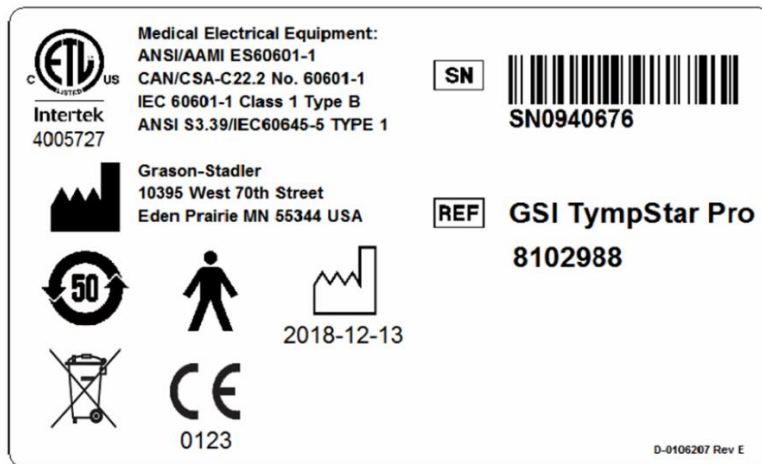 Medical Electrical Equipment:
ANSI/AAMI ES60601-1
CAN/CSA-C22.2 No. 60601-1
IEC 60601-1 Class 1 Type B
ANSI S3.39/IEC60645-5 TYPE 1
C ETL US
LISTED
Intertek
4005727
SN
SN0940676
Grason-Stadler
10395 West 70th Street
Eden Prairie MN 55344 USA
REF GSI TympStar Pro
8102988
50
2018-12-13
CE
0123
D-0106207 Rev E